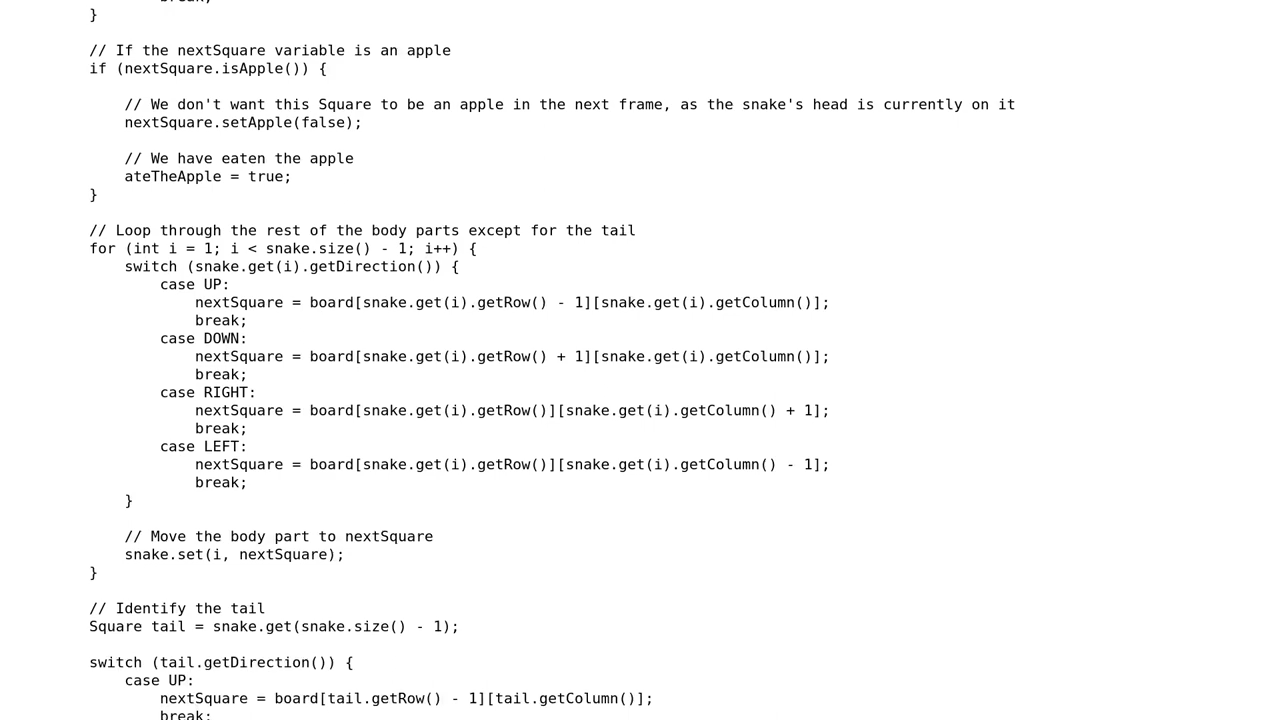 break;
}
// If the nextSquare variable is an apple
if (nextSquare.isApple()) {
// We don't want this Square to be an apple in the next frame, as the snake's head is currently on it
nextSquare.setApple(false);
// We have eaten the apple
ateTheApple = true;
}
// Loop through the rest of the body parts except for the tail
for (int i = 1; i < snake.size() - 1; i++) {
switch (snake.get(i).getDirection()) {
case UP:
nextSquare = board[snake.get(i).getRow() - 1][snake.get(i).getColumn()];
break;
case DOWN:
nextSquare = board[snake.get(i).getRow() + 1][snake.get(i).getColumn()];
break;
case RIGHT:
nextSquare = board[snake.get(i).getRow()][snake.get(i).getColumn() + 1];
break;
case LEFT:
nextSquare = board[snake.get(i).getRow()][snake.get(i).getColumn() - 1];
break;
}
// Move the body part to nextSquare
snake.set(i, nextSquare);
}
// Identify the tail
Square tail = snake.get(snake.size() - 1);
switch (tail.getDirection()) {
case UP:
nextSquare = board[tail.getRow() - 1][tail.getColumn()];
break;